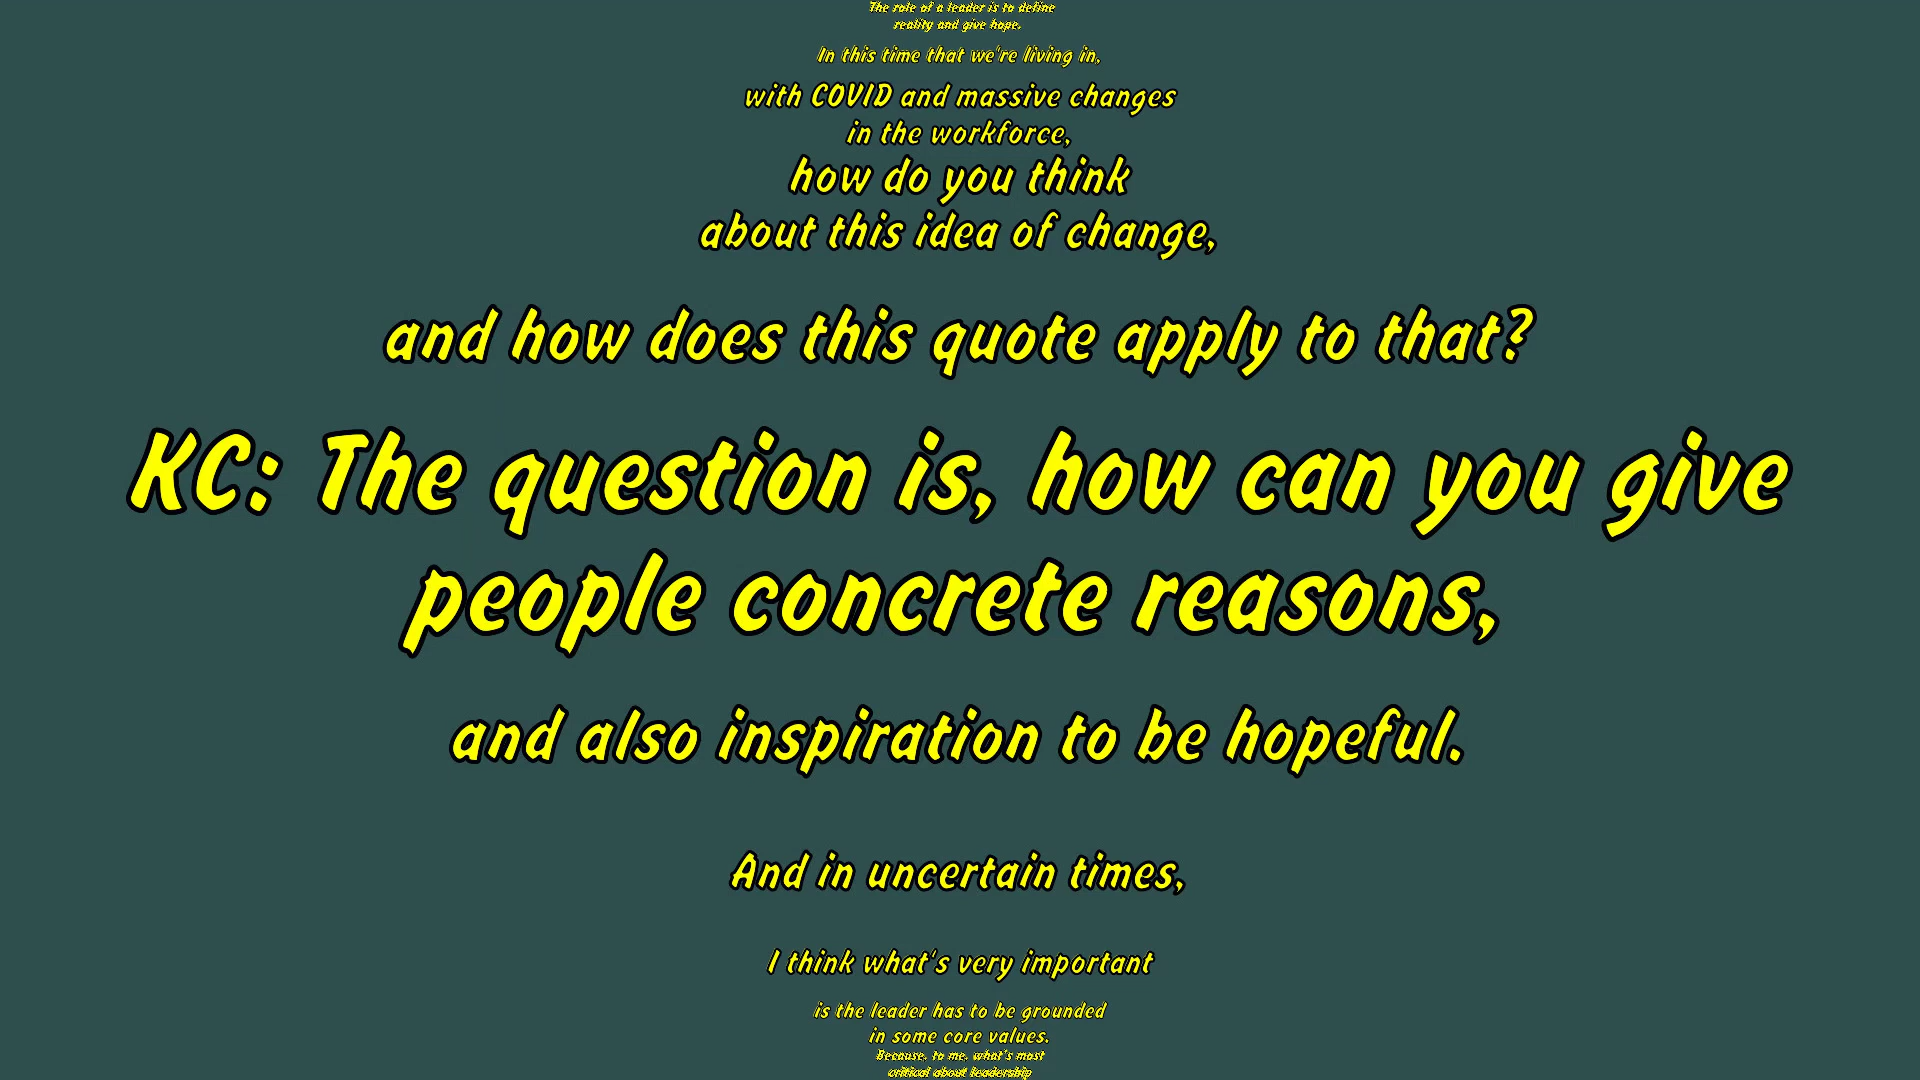 The role of a leader is to define
reality and give hope.
In this time that we're living in,
with COVID and massive changes
in the workforce,
how do you think
about this idea of change,
and how does this quote apply to that?
KC: The question is, how can you give
people concrete reasons,
and also inspiration to be hopeful.
And in uncertain times,
I think what's very important
is the leader has to be grounded
in some core values.
Because, to me, what's most
critical about leadership